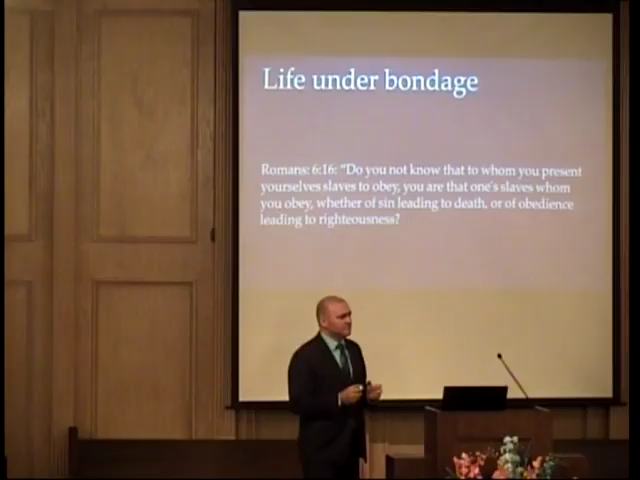 Life under bondage
Romans: 6:16: "Do you not know that to whom you present
yourselves slaves to obey, you are that one's slaves whom
you obey, whether of sin leading to death, or of obedience
leading to righteousness?